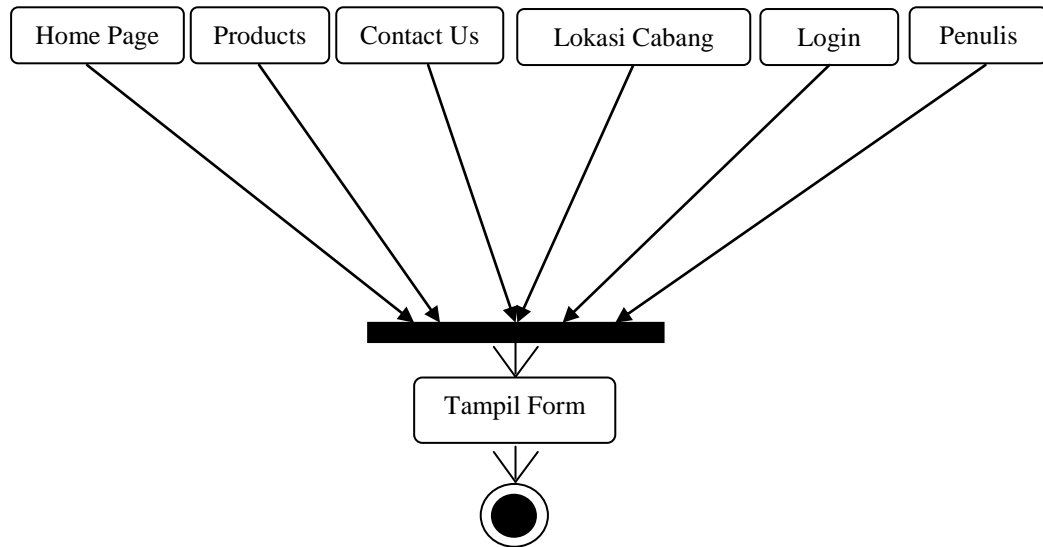 Home Page
Products
Contact Us
Lokasi Cabang
Login
Penulis
Tampil Form